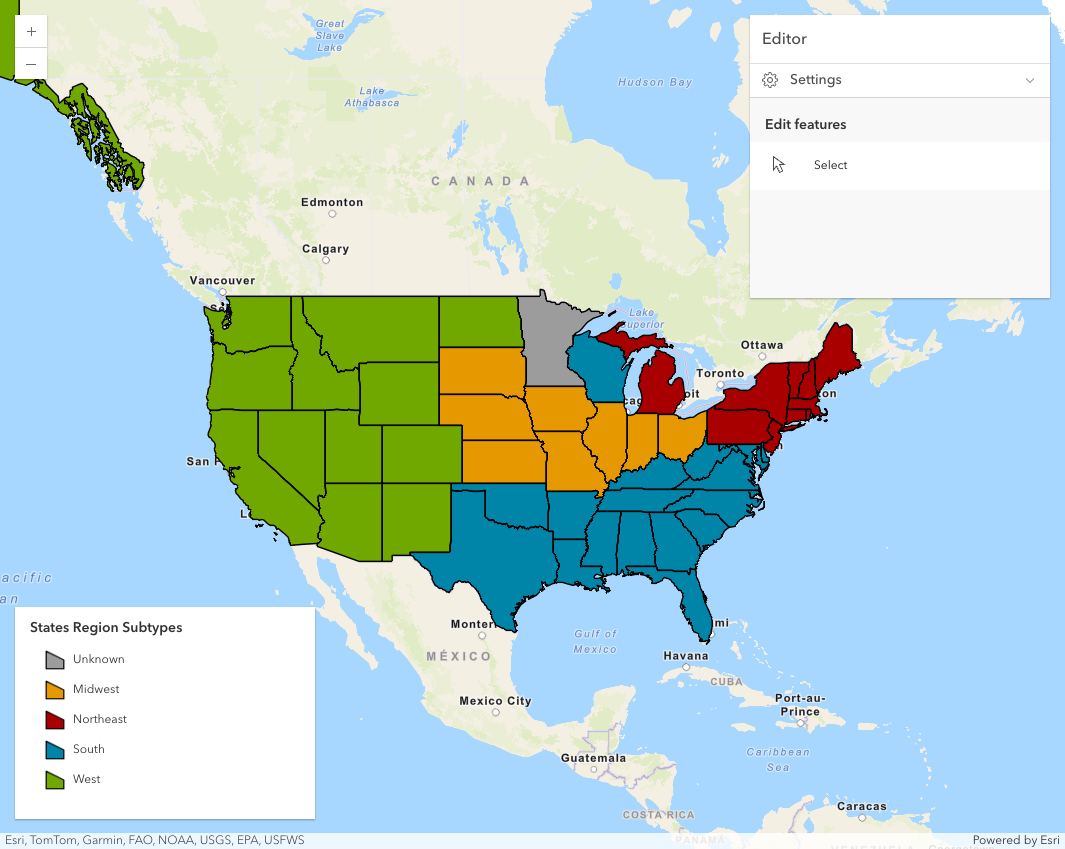 +
−
Great
Slave
Lake
Lake
Athabasca
Hudson Bay
CANADA
Edmonton
Calgary
Vancouver
Lake
Superior
Ottawa
Toronto
San F
Monter
MÉXICO
Gulf of
Mexico
Havana
CUBA
Mexico City
Port-au-
Prince
Guatemala
Caribbean
Sea
COSTA RICA
PANAMA
Caracas
VENEZUELA
Georgetown
Editor
Settings
Edit features
Select
States Region Subtypes
Unknown
Midwest
Northeast
South
West
Esri, TomTom, Garmin, FAO, NOAA, USGS, EPA, USFWS
Powered by Esri